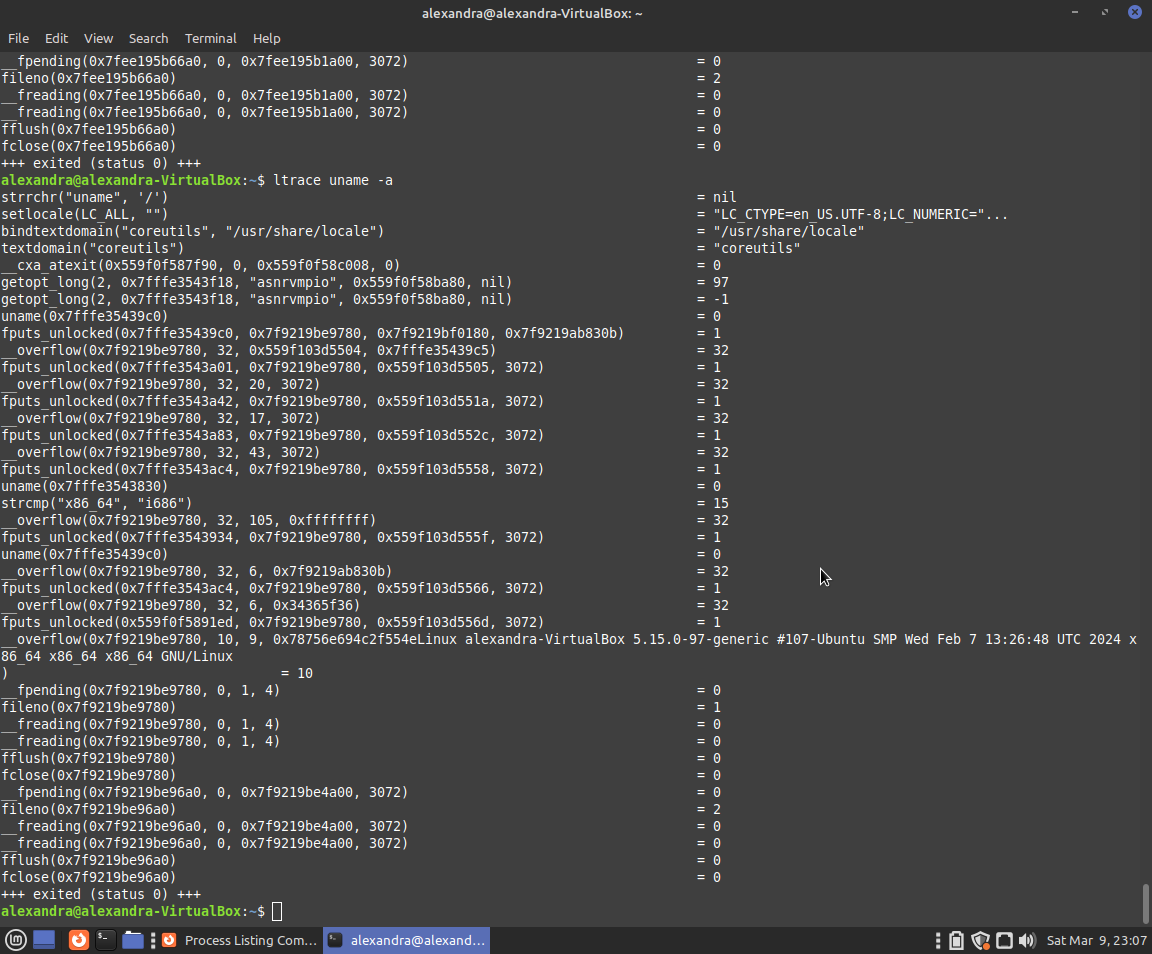 alexandra@alexandra-VirtualBox: ~
File Edit View Search Terminal Help
__fpending(0x7fee195b66a0, 0, 0x7fee195b1a00, 3072) = 0
fileno(0x7fee195b66a0) = 2
__freading(0x7fee195b66a0, 0, 0x7fee195b1a00, 3072) = 0
__freading(0x7fee195b66a0, 0, 0x7fee195b1a00, 3072) = 0
fflush(0x7fee195b66a0) = 0
fclose(0x7fee195b66a0) = 0
+++ exited (status 0) +++
alexandra@alexandra-VirtualBox:~$ ltrace uname -a
strrchr("uname", '/') = nil
setlocale(LC_ALL, "") = "LC_CTYPE=en_US.UTF-8;LC_NUMERIC="...
bindtextdomain("coreutils", "/usr/share/locale") = "/usr/share/locale"
textdomain("coreutils") = "coreutils"
__cxa_atexit(0x559f0f587f90, 0, 0x559f0f58c008, 0) = 0
getopt_long(2, 0x7fffe3543f18, "asnrvmpio", 0x559f0f58ba80, nil) = 97
getopt_long(2, 0x7fffe3543f18, "asnrvmpio", 0x559f0f58ba80, nil) = -1
uname(0x7fffe35439c0) = 0
fputs_unlocked(0x7fffe35439c0, 0x7f9219be9780, 0x7f9219bf0180, 0x7f9219ab830b) = 1
__overflow(0x7f9219be9780, 32, 0x559f103d5504, 0x7fffe35439c5) = 32
fputs_unlocked(0x7fffe3543a01, 0x7f9219be9780, 0x559f103d5505, 3072) = 1
__overflow(0x7f9219be9780, 32, 20, 3072) = 32
fputs_unlocked(0x7fffe3543a42, 0x7f9219be9780, 0x559f103d551a, 3072) = 1
__overflow(0x7f9219be9780, 32, 17, 3072) = 32
fputs_unlocked(0x7fffe3543a83, 0x7f9219be9780, 0x559f103d552c, 3072) = 1
__overflow(0x7f9219be9780, 32, 43, 3072) = 32
fputs_unlocked(0x7fffe3543ac4, 0x7f9219be9780, 0x559f103d5558, 3072) = 1
uname(0x7fffe3543830) = 0
strcmp("x86_64", "i686") = 15
__overflow(0x7f9219be9780, 32, 105, 0xffffffff) = 32
fputs_unlocked(0x7fffe3543934, 0x7f9219be9780, 0x559f103d555f, 3072) = 1
uname(0x7fffe35439c0) = 0
__overflow(0x7f9219be9780, 32, 6, 0x7f9219ab830b) = 32
fputs_unlocked(0x7fffe3543ac4, 0x7f9219be9780, 0x559f103d5566, 3072) = 1
__overflow(0x7f9219be9780, 32, 6, 0x34365f36) = 32
fputs_unlocked(0x559f0f5891ed, 0x7f9219be9780, 0x559f103d556d, 3072) = 1
__overflow(0x7f9219be9780, 10, 9, 0x78756e694c2f554eLinux alexandra-VirtualBox 5.15.0-97-generic #107-Ubuntu SMP Wed Feb 7 13:26:48 UTC 2024 x
86_64 x86_64 x86_64 GNU/Linux
) = 10
__fpending(0x7f9219be9780, 0, 1, 4) = 0
fileno(0x7f9219be9780) = 1
__freading(0x7f9219be9780, 0, 1, 4) = 0
__freading(0x7f9219be9780, 0, 1, 4) = 0
fflush(0x7f9219be9780) = 0
fclose(0x7f9219be9780) = 0
__fpending(0x7f9219be96a0, 0, 0x7f9219be4a00, 3072) = 0
fileno(0x7f9219be96a0) = 2
__freading(0x7f9219be96a0, 0, 0x7f9219be4a00, 3072) = 0
__freading(0x7f9219be96a0, 0, 0x7f9219be4a00, 3072) = 0
fflush(0x7f9219be96a0) = 0
fclose(0x7f9219be96a0) = 0
+++ exited (status 0) +++
alexandra@alexandra-VirtualBox:~$
Process Listing Com... alexandra@alexand... Sat Mar 9, 23:07